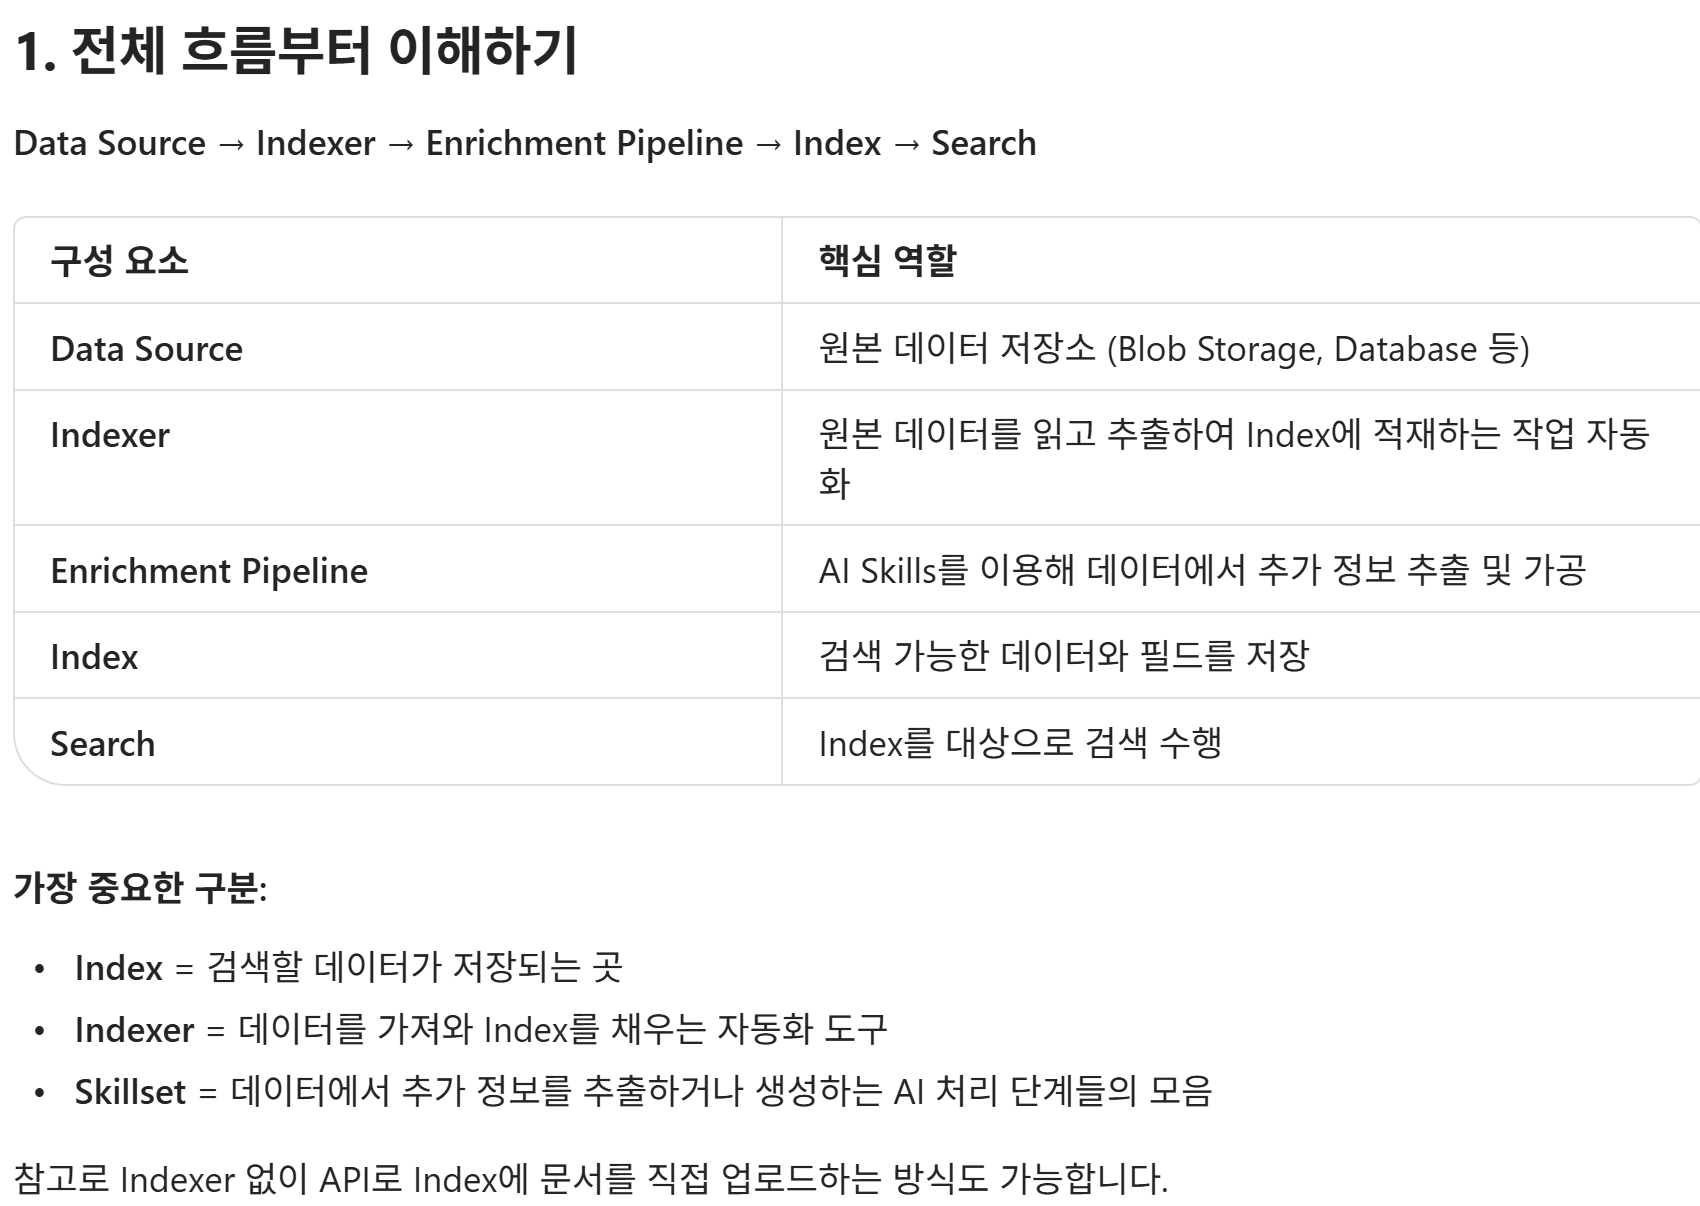 1. 전체 흐름부터 이해하기
Data Source → Indexer → Enrichment Pipeline → Index → Search
구성 요소
핵심 역할
Data Source
원본 데이터 저장소 (Blob Storage, Database 등)
Indexer
원본 데이터를 읽고 추출하여 Index에 적재하는 작업 자동
화
Enrichment Pipeline
AI Skills를 이용해 데이터에서 추가 정보 추출 및 가공
Index
검색 가능한 데이터와 필드를 저장
Search
Index를 대상으로 검색 수행
가장 중요한 구분:
• Index = 검색할 데이터가 저장되는 곳
• Indexer = 데이터를 가져와 Index를 채우는 자동화 도구
• Skillset = 데이터에서 추가 정보를 추출하거나 생성하는 AI 처리 단계들의 모음
참고로 Indexer 없이 API로 Index에 문서를 직접 업로드하는 방식도 가능합니다.